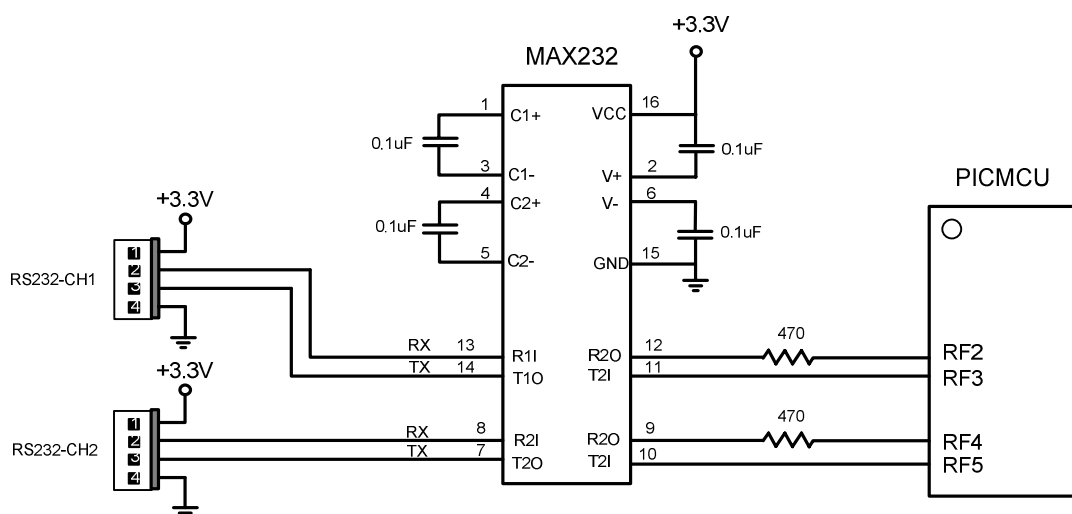 +3.3V
MAX232
1 C1+ VCC 16
0.1uF 0.1uF
3 C1- V+ 2
4 C2+ V- 6
0.1uF 0.1uF
5 C2- GND 15
PICMCU
+3.3V
RS232-CH1
1
2
3
4
RX 13 R1I R2O 12 470 RF2
TX 14 T1O T2I 11 RF3
+3.3V
RS232-CH2
1
2
3
4
RX 8 R2I R2O 9 470 RF4
TX 7 T2O T2I 10 RF5